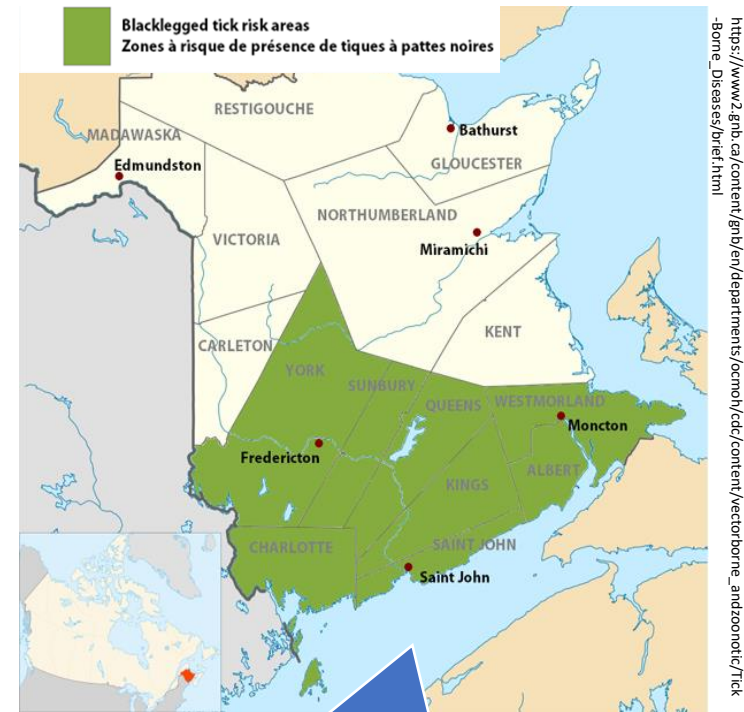 Blacklegged tick risk areas
Zones à risque de présence de tiques à pattes noires
RESTIGOUCHE
MADAWASKA
Bathurst
Edmundston
GLOUCESTER
NORTHUMBERLAND
VICTORIA
Miramichi
KENT
CARLETON
YORK
SUNBURY
QUEENS
WESTMORLAND
Moncton
Fredericton
ALBERT
KINGS
CHARLOTTE
SAINT JOHN
Saint John
https://www2.gnb.ca/content/gnb/en/departments/ocmoh/cdc/content/vectorborne_andzoonotic/Tick
-Borne_Diseases/brief.html